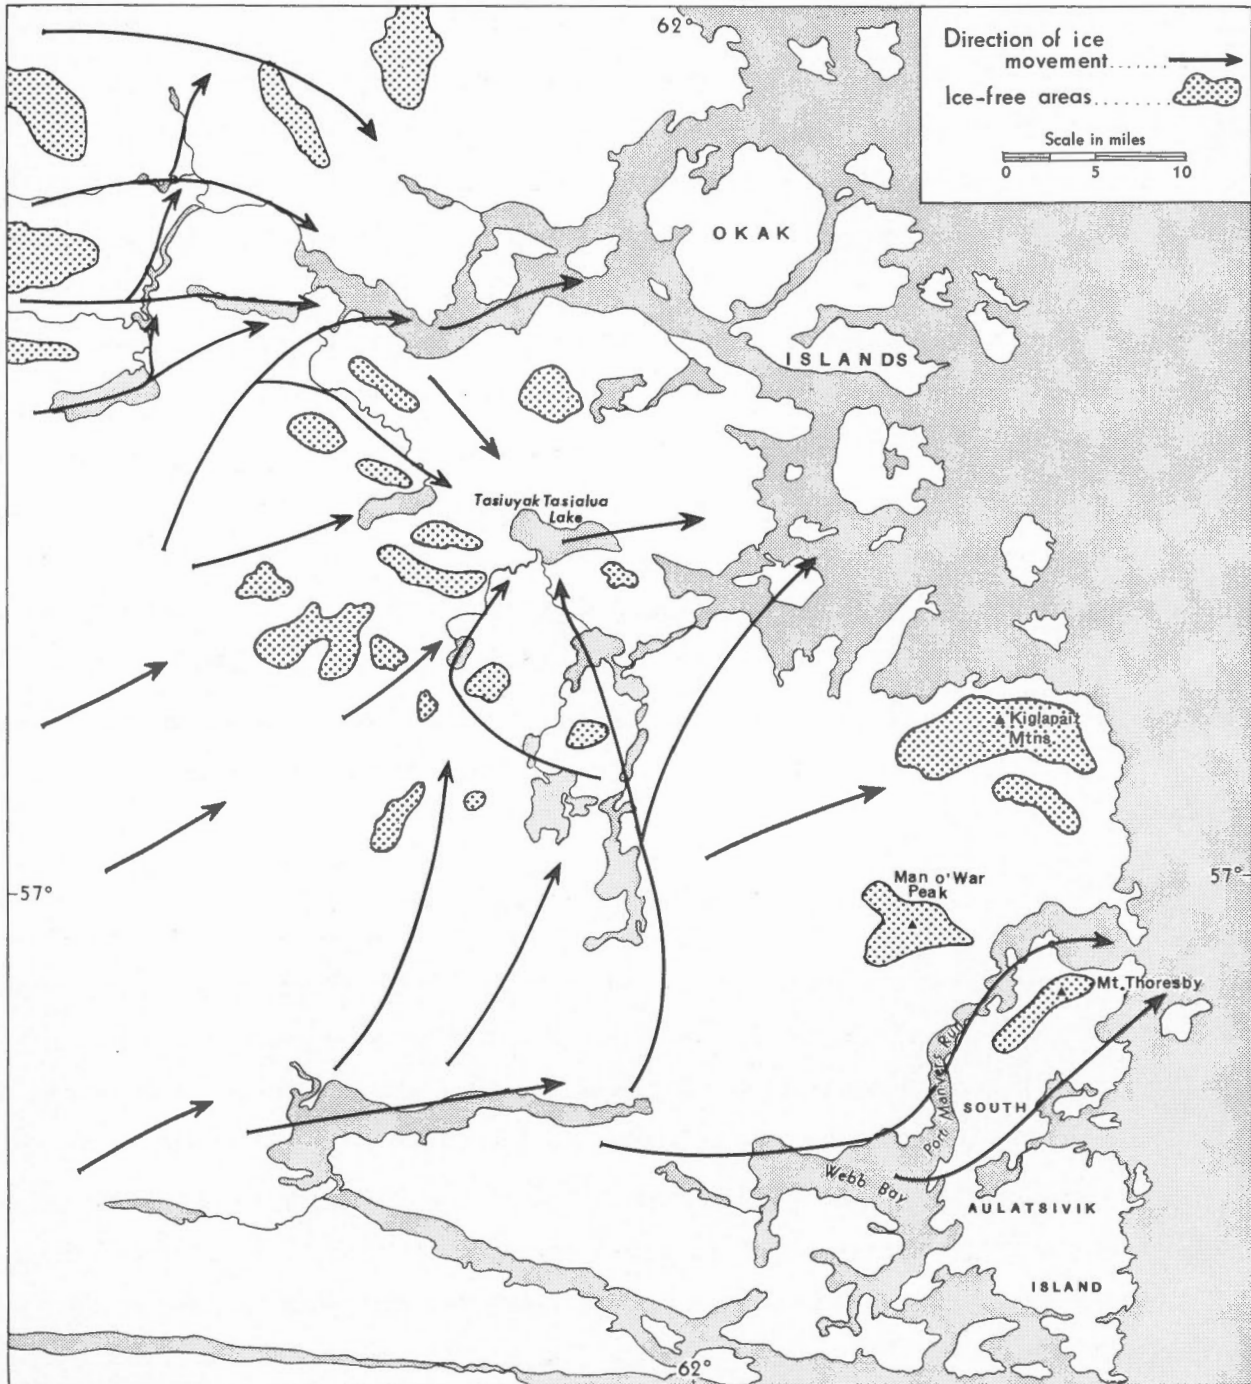 62°
Direction of ice
movement......
Ice-free areas........
Scale in miles
0 5 10
OKAK
ISLANDS
Tasiuyak Tasialua
Lake
Kiglapait
Mtns.
57°
57°
Man o'War
Peak
Mt. Thoresby
Port Manvers Run
SOUTH
Webb Bay
AULATSIVIK
ISLAND
62°